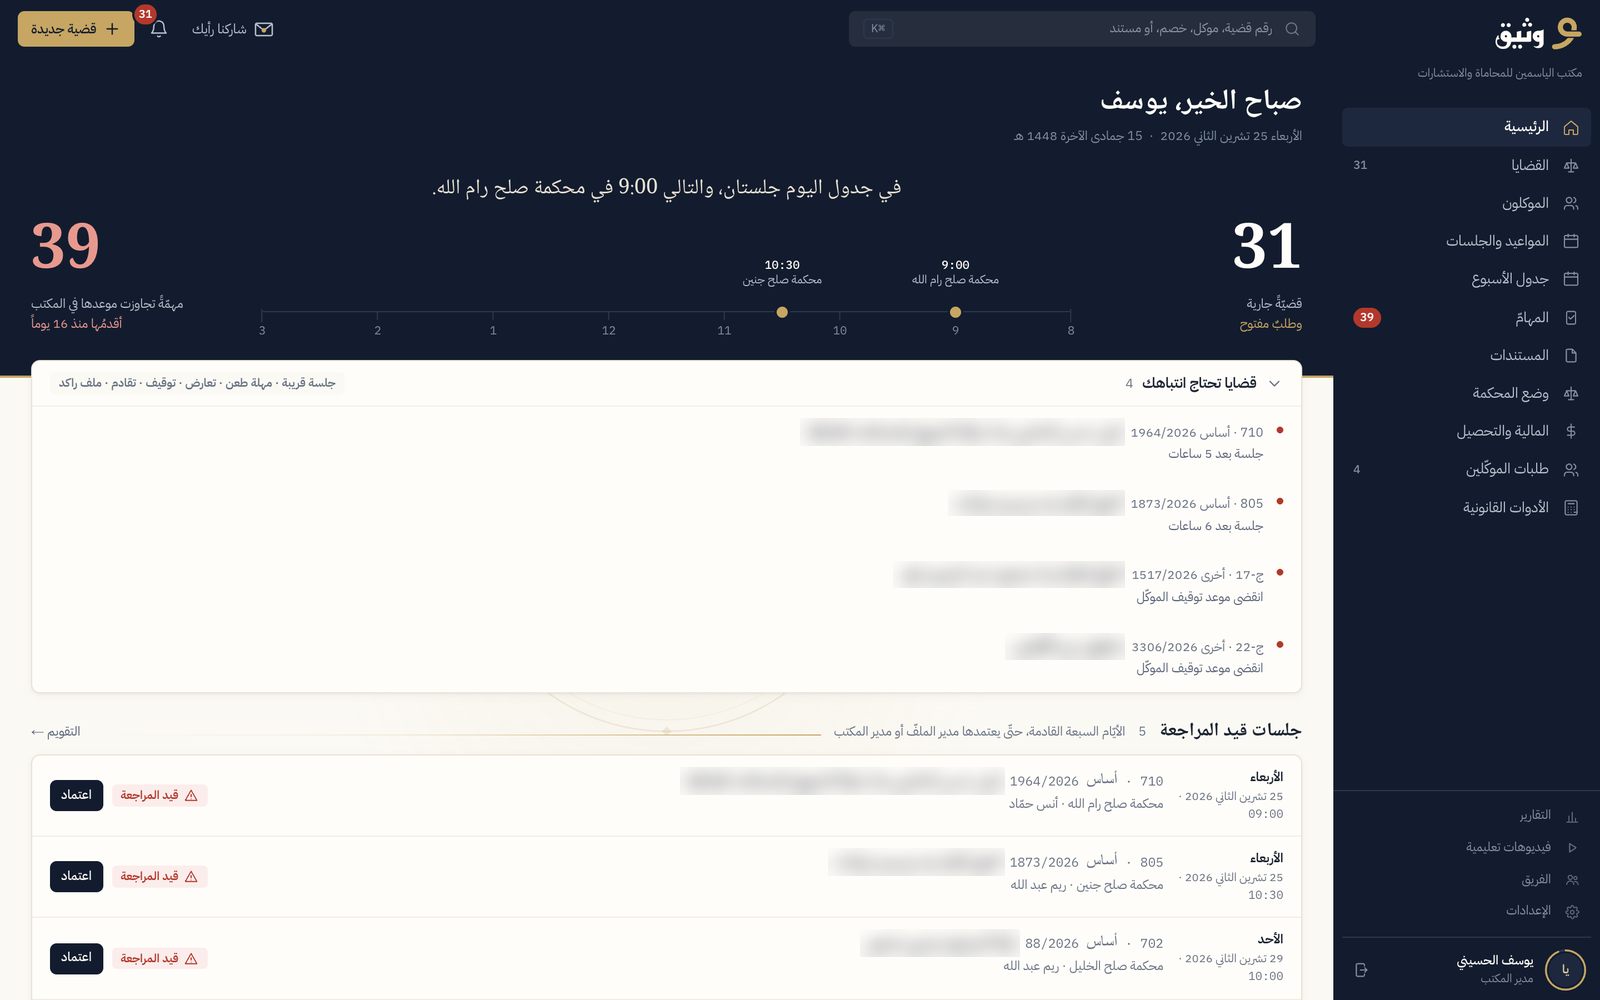 وثيق
مكتب الياسمين للمحاماة والاستشارات
الرئيسية
القضايا 31
الموكلون
المواعيد والجلسات
جدول الأسبوع
المهامّ 39
المستندات
وضع المحكمة
المالية والتحصيل
طلبات الموكّلين 4
الأدوات القانونية
التقارير
فيديوهات تعليمية
الفريق
الإعدادات
يا
يوسف الحسيني
مدير المكتب
رقم قضية، موكل، خصم، أو مستند
⌘K
شاركنا رأيك
31
قضية جديدة
صباح الخير، يوسف
الأربعاء 25 تشرين الثاني 2026 · 15 جمادى الآخرة 1448 هـ
في جدول اليوم جلستان، والتالي 9:00 في محكمة صلح رام الله.
31
قضيّةً جارية
وطلبٌ مفتوح
9:00
محكمة صلح رام الله
10:30
محكمة صلح جنين
8 9 10 11 12 1 2 3
39
مهمّةً تجاوزت موعدها في المكتب
أقدمُها منذ 16 يوماً
قضايا تحتاج انتباهك 4
جلسة قريبة · مهلة طعن · تعارض · توقيف · تقادم · ملف راكد
710 · أساس 1964/2026
جلسة بعد 5 ساعات
805 · أساس 1873/2026
جلسة بعد 6 ساعات
ج-17 · أخرى 1517/2026
انقضى موعد توقيف الموكّل
ج-22 · أخرى 3306/2026
انقضى موعد توقيف الموكّل
جلسات قيد المراجعة 5 الأيّام السبعة القادمة، حتّى يعتمدها مدير الملفّ أو مدير المكتب
التقويم ←
الأربعاء
25 تشرين الثاني 2026 ·
09:00
710 · أساس 1964/2026
محكمة صلح رام الله · أنس حمّاد
قيد المراجعة
اعتماد
الأربعاء
25 تشرين الثاني 2026 ·
10:30
805 · أساس 1873/2026
محكمة صلح جنين · ريم عبد الله
قيد المراجعة
اعتماد
الأحد
29 تشرين الثاني 2026 ·
10:00
702 · أساس 88/2026
محكمة صلح الخليل · ريم عبد الله
قيد المراجعة
اعتماد